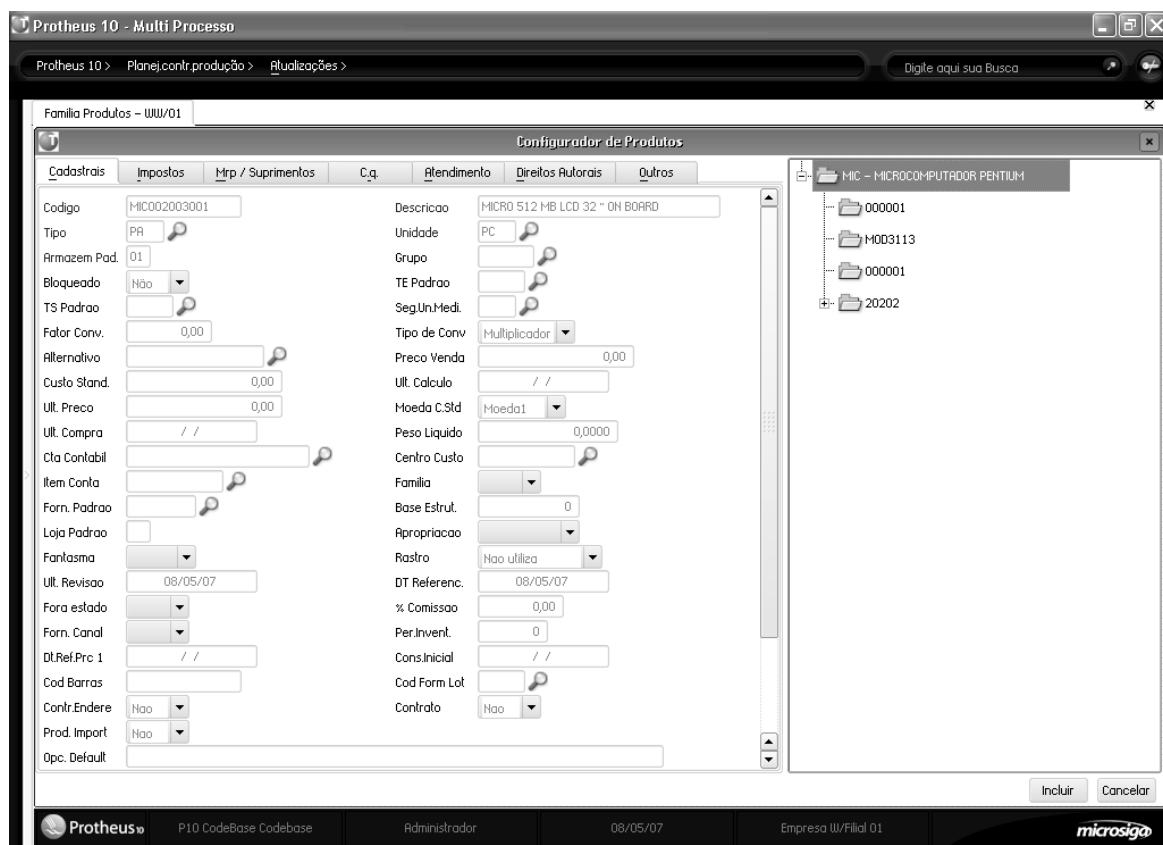 Protheus 10 - Multi Processo
Protheus 10 > Planej.contr.produção > Atualizações >
Digite aqui sua Busca
Familia Produtos - WW/01
Configurador de Produtos
Cadastrais Impostos Mrp / Suprimentos C.q. Atendimento Direitos Autorais Outros
Codigo MIC002003001 Descricao MICRO 512 MB LCD 32 " ON BOARD
Tipo PA Unidade PC
Armazem Pad. 01 Grupo
Bloqueado Não TE Padrao
TS Padrao Seg.Un.Medi.
Fator Conv. 0,00 Tipo de Conv Multiplicador
Alternativo Preco Venda 0,00
Custo Stand. 0,00 Ult. Calculo / /
Ult. Preco 0,00 Moeda C.Std Moeda1
Ult. Compra / / Peso Liquido 0,0000
Cta Contabil Centro Custo
Item Conta Familia
Forn. Padrao Base Estrut. 0
Loja Padrao Apropriacao
Fantasma Rastro Nao utiliza
Ult. Revisao 08/05/07 DT Referenc. 08/05/07
Fora estado % Comissao 0,00
Forn. Canal Per.Invent. 0
Dt.Ref.Prc 1 / / Cons.Inicial / /
Cod Barras Cod Form Lot
Contr.Endere Nao Contrato Nao
Prod. Import Nao
Opc. Default
MIC - MICROCOMPUTADOR PENTIUM
000001
MOD3113
000001
20202
Incluir Cancelar
Protheus 10 P10 CodeBase Codebase Administrador 08/05/07 Empresa W/Filial 01 microsiga